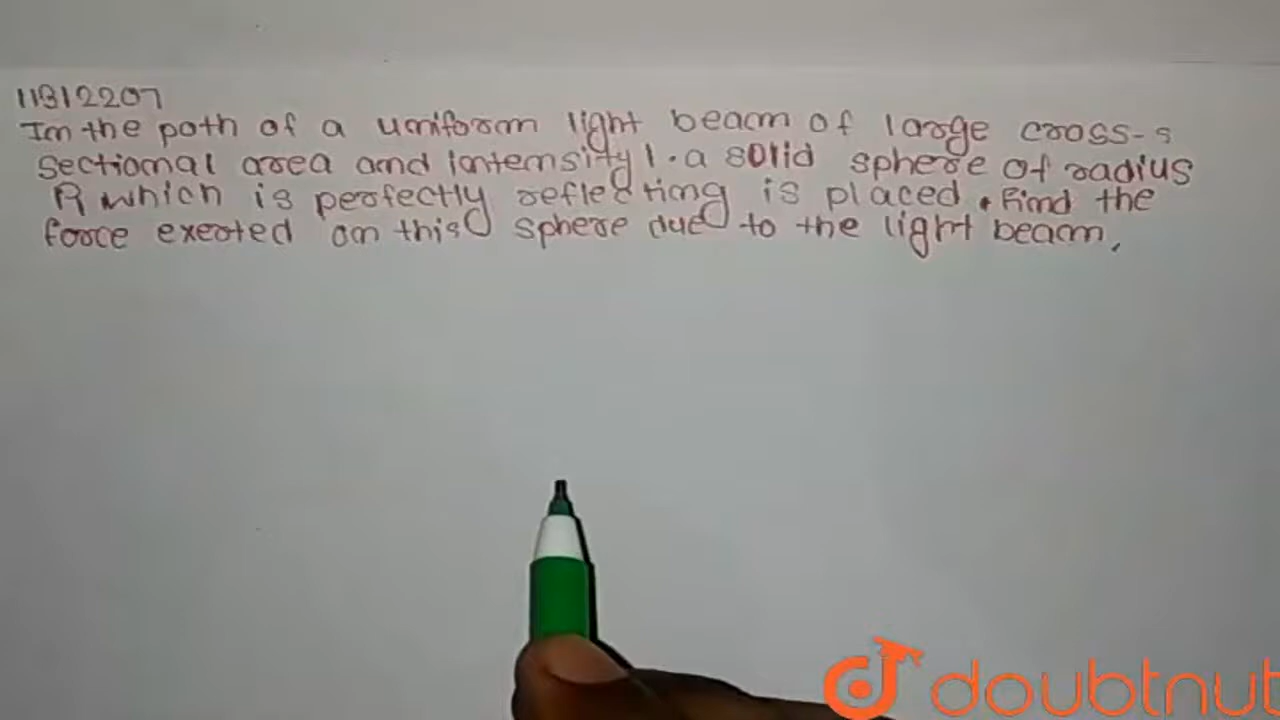 11312207
In the path of a uniform light beam of large cross-s
sectional area and intensity I. a solid sphere of radius
R which is perfectly reflecting is placed. Find the
force exerted on this sphere due to the light beam,
doubtnut